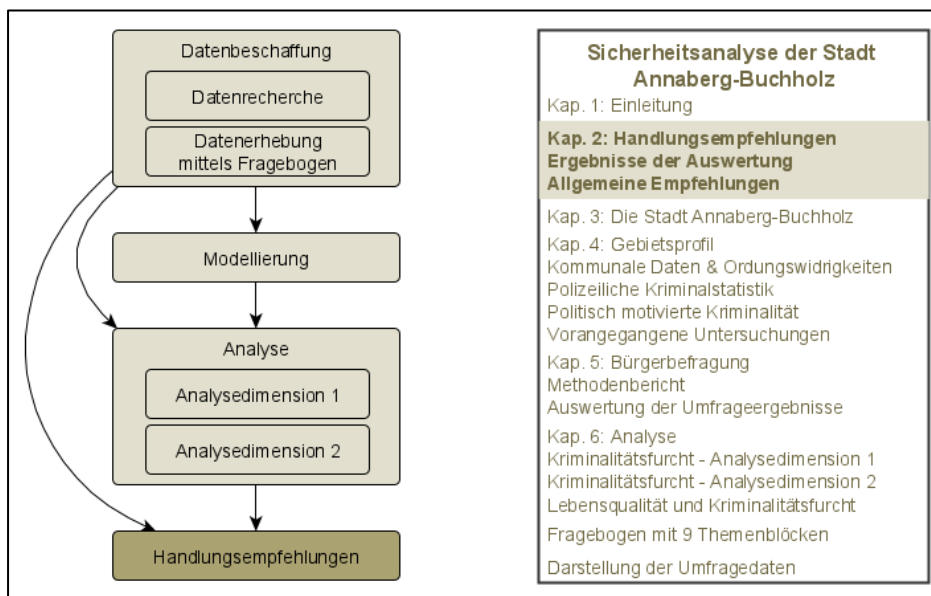 Datenbeschaffung
Datenrecherche
Datenerhebung
mittels Fragebogen
Modellierung
Analyse
Analysedimension 1
Analysedimension 2
Handlungsempfehlungen
Sicherheitsanalyse der Stadt
Annaberg-Buchholz
Kap. 1: Einleitung
Kap. 2: Handlungsempfehlungen
Ergebnisse der Auswertung
Allgemeine Empfehlungen
Kap. 3: Die Stadt Annaberg-Buchholz
Kap. 4: Gebietsprofil
Kommunale Daten & Ordungswidrigkeiten
Polizeiliche Kriminalstatistik
Politisch motivierte Kriminalität
Vorangegangene Untersuchungen
Kap. 5: Bürgerbefragung
Methodenbericht
Auswertung der Umfrageergebnisse
Kap. 6: Analyse
Kriminalitätsfurcht - Analysedimension 1
Kriminalitätsfurcht - Analysedimension 2
Lebensqualität und Kriminalitätsfurcht
Fragebogen mit 9 Themenblöcken
Darstellung der Umfragedaten